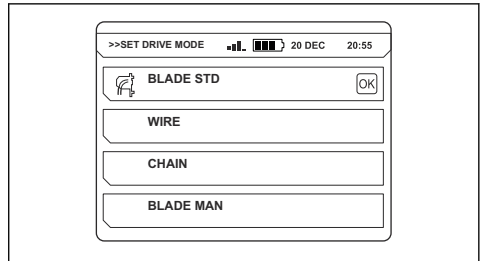 >>SET DRIVE MODE 20 DEC 20:55
BLADE STD OK
WIRE
CHAIN
BLADE MAN